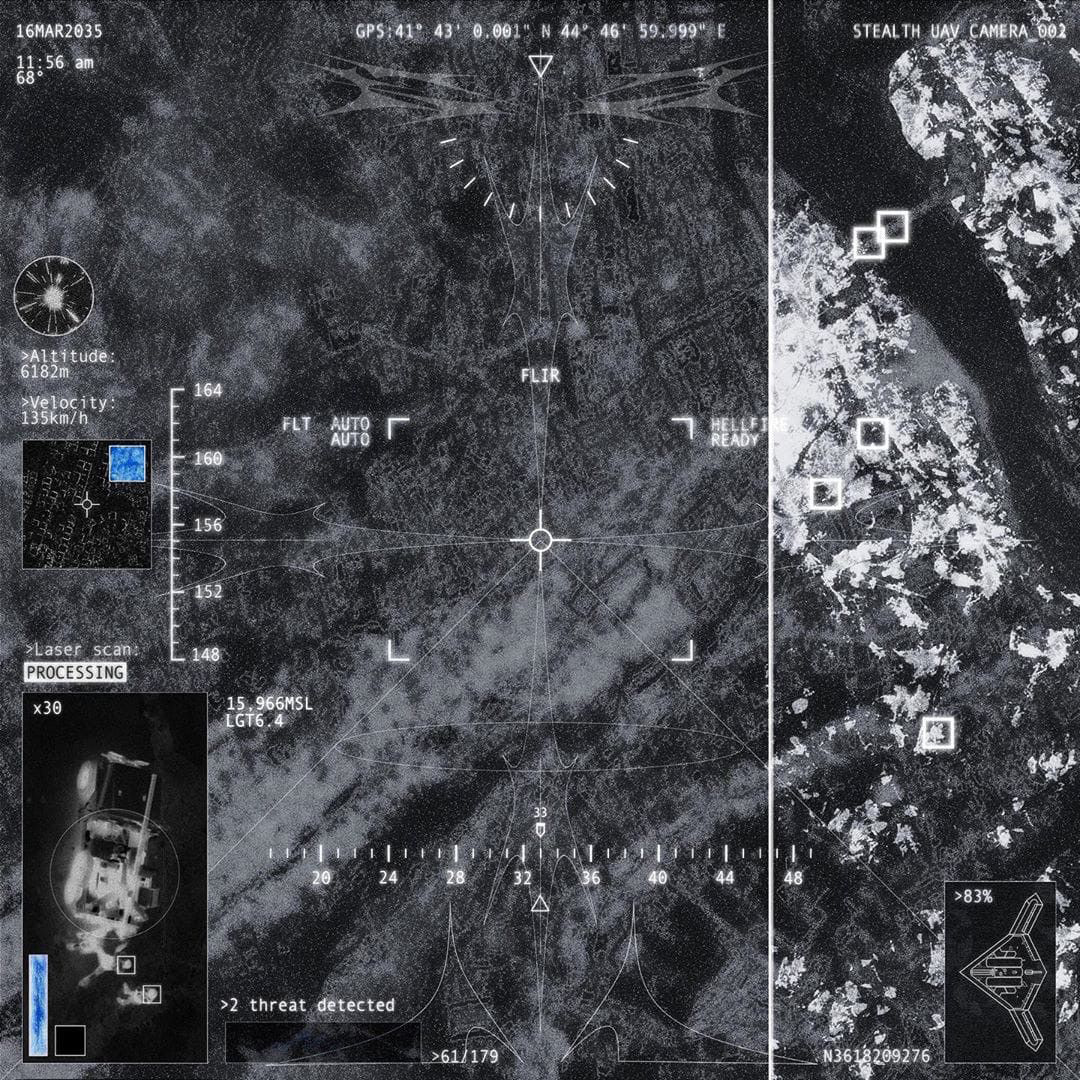 16MAR2035
GPS:41° 43' 0.001" N 44° 46' 59.999" E
STEALTH UAV CAMERA_002
11:56 am
68°
FLIR
>Altitude:
6182m
>Velocity:
135km/h
164
160
156
152
148
FLT AUTO
AUTO
HELLFIRE
READY
>Laser scan:
PROCESSING
x30
15,966MSL
LGT6.4
33
20 24 28 32 36 40 44 48
>83%
>2 threat detected
>61/179
N3618209276